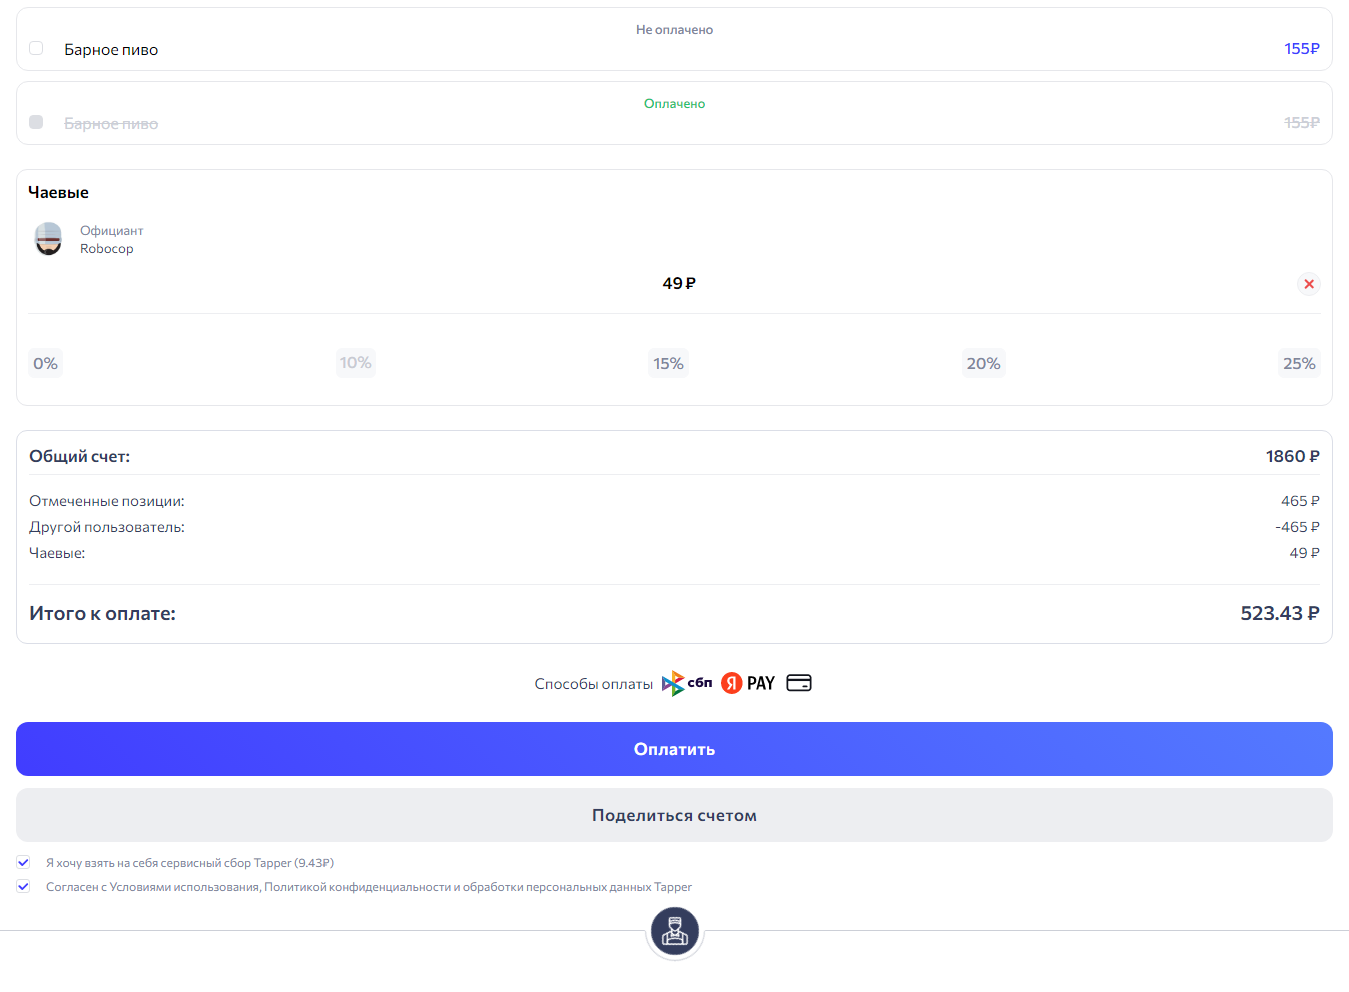 Не оплачено
Барное пиво 155₽
Оплачено
Барное пиво 155₽
Чаевые
Официант
Robocop
49 ₽
0% 10% 15% 20% 25%
Общий счет: 1860 ₽
Отмеченные позиции: 465 ₽
Другой пользователь: -465 ₽
Чаевые: 49 ₽
Итого к оплате: 523.43 ₽
Способы оплаты сбп Я PAY
Оплатить
Поделиться счетом
Я хочу взять на себя сервисный сбор Tapper (9.43₽)
Согласен с Условиями использования, Политикой конфиденциальности и обработки персональных данных Tapper